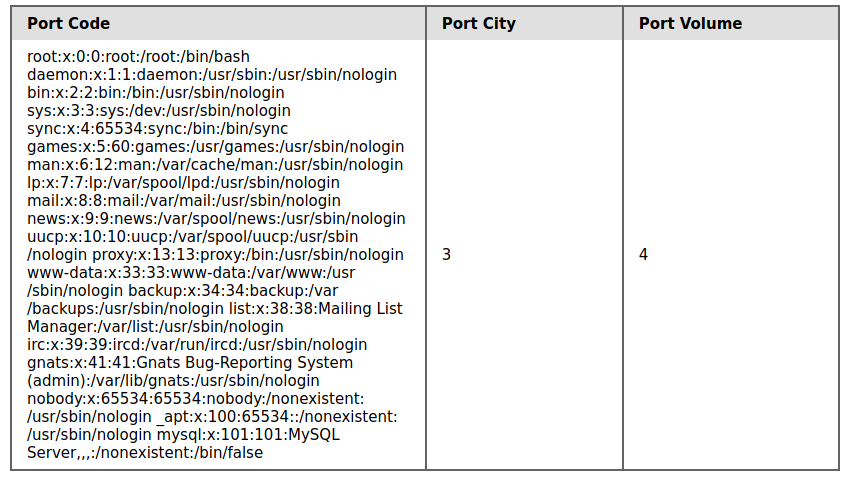 Port Code Port City Port Volume
root:x:0:0:root:/root:/bin/bash
daemon:x:1:1:daemon:/usr/sbin:/usr/sbin/nologin
bin:x:2:2:bin:/bin:/usr/sbin/nologin
sys:x:3:3:sys:/dev:/usr/sbin/nologin
sync:x:4:65534:sync:/bin:/bin/sync
games:x:5:60:games:/usr/games:/usr/sbin/nologin
man:x:6:12:man:/var/cache/man:/usr/sbin/nologin
lp:x:7:7:lp:/var/spool/lpd:/usr/sbin/nologin
mail:x:8:8:mail:/var/mail:/usr/sbin/nologin
news:x:9:9:news:/var/spool/news:/usr/sbin/nologin
uucp:x:10:10:uucp:/var/spool/uucp:/usr/sbin
/nologin proxy:x:13:13:proxy:/bin:/usr/sbin/nologin
www-data:x:33:33:www-data:/var/www:/usr
/sbin/nologin backup:x:34:34:backup:/var
/backups:/usr/sbin/nologin list:x:38:38:Mailing List
Manager:/var/list:/usr/sbin/nologin
irc:x:39:39:ircd:/var/run/ircd:/usr/sbin/nologin
gnats:x:41:41:Gnats Bug-Reporting System
(admin):/var/lib/gnats:/usr/sbin/nologin
nobody:x:65534:65534:nobody:/nonexistent:
/usr/sbin/nologin _apt:x:100:65534::/nonexistent:
/usr/sbin/nologin mysql:x:101:101:MySQL
Server,,,:/nonexistent:/bin/false
3
4